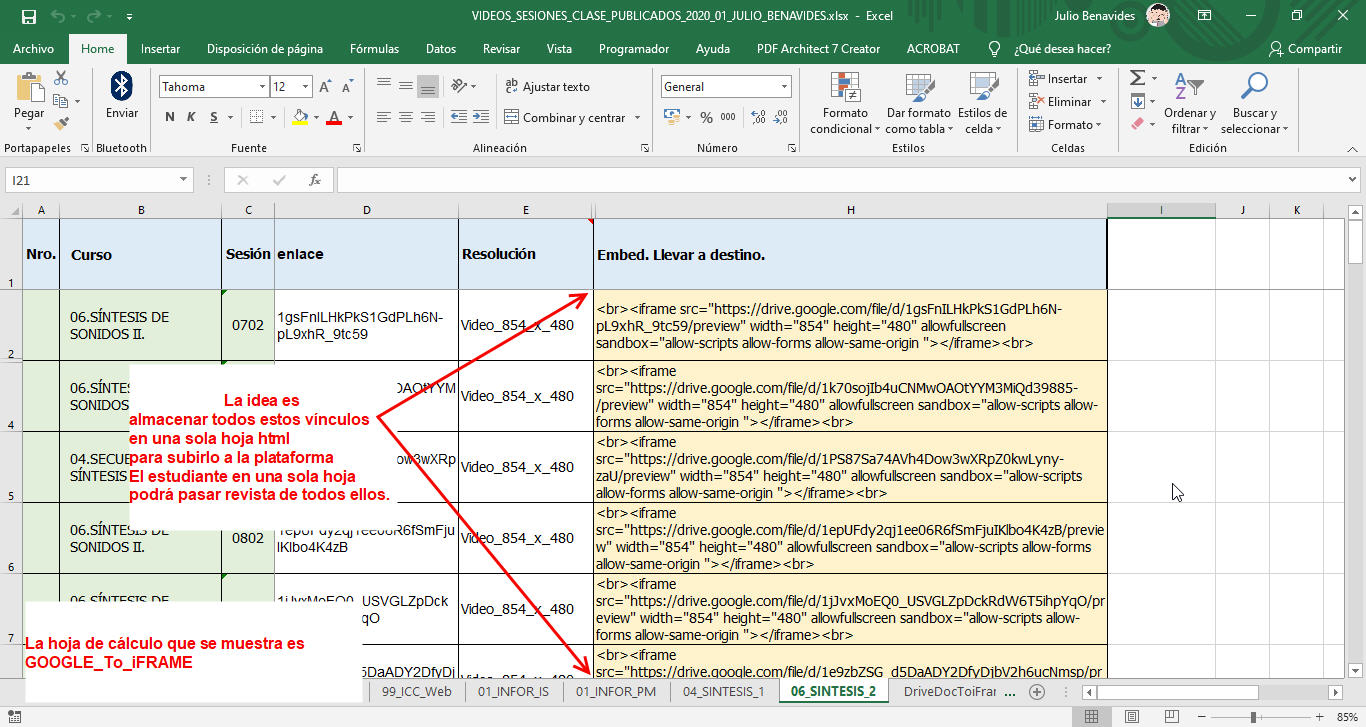 VIDEOS_SESIONES_CLASE_PUBLICADOS_2020_01_JULIO_BENAVIDES.xlsx - Excel
Julio Benavides
Archivo Home Insertar Disposición de página Fórmulas Datos Revisar Vista Programador Ayuda PDF Architect 7 Creator ACROBAT ¿Qué desea hacer? Compartir
Pegar
Enviar
Tahoma 12
N K S
Ajustar texto
Combinar y centrar
General
% 000
Formato condicional
Dar formato como tabla
Estilos de celda
Insertar
Eliminar
Formato
Ordenar y filtrar
Buscar y seleccionar
Portapapeles Bluetooth Fuente Alineación Número Estilos Celdas Edición
I21
fx
A B C D E H I J K
1 Nro. Curso Sesión enlace Resolución Embed. Llevar a destino.
2
06.SÍNTESIS DE
SONIDOS II.
0702
1gsFnILHkPkS1GdPLh6N-
pL9xhR_9tc59
Video_854_x_480
<br><iframe src="https://drive.google.com/file/d/1gsFnILHkPkS1GdPLh6N-
pL9xhR_9tc59/preview" width="854" height="480" allowfullscreen
sandbox="allow-scripts allow-forms allow-same-origin "></iframe><br>
4
06.SÍNTES
SONIDOS
OAOtYYM
Video_854_x_480
<br><iframe
src="https://drive.google.com/file/d/1k70sojIb4uCNMwOAOtYYM3MiQd39885-
/preview" width="854" height="480" allowfullscreen sandbox="allow-scripts allow-
forms allow-same-origin "></iframe><br>
5
04.SECUE
SÍNTESIS
ow3wXRp
Video_854_x_480
<br><iframe
src="https://drive.google.com/file/d/1PS87Sa74AVh4Dow3wXRpZ0kwLyny-
zaU/preview" width="854" height="480" allowfullscreen sandbox="allow-scripts
allow-forms allow-same-origin "></iframe><br>
La idea es
almacenar todos estos vínculos
en una sola hoja html
para subirlo a la plataforma
El estudiante en una sola hoja
podrá pasar revista de todos ellos.
6
06.SÍNTESIS DE
SONIDOS II.
0802
1epUFdy2qj1ee06R6fSmFju
IKlbo4K4zB
Video_854_x_480
<br><iframe
src="https://drive.google.com/file/d/1epUFdy2qj1ee06R6fSmFjuIKlbo4K4zB/previe
w" width="854" height="480" allowfullscreen sandbox="allow-scripts allow-forms
allow-same-origin "></iframe><br>
7
06.SÍNTESIS DE
1jJvxMoEQ0_USVGLZpDck
qO
Video_854_x_480
<br><iframe
src="https://drive.google.com/file/d/1jJvxMoEQ0_USVGLZpDckRdW6T5ihpYqO/pr
eview" width="854" height="480" allowfullscreen sandbox="allow-scripts allow-
forms allow-same-origin "></iframe><br>
d5DaADY2DfyDj
Video_854_x_480
<br><iframe
src="https://drive.google.com/file/d/1e9zbZSG_d5DaADY2DfyDjbV2h6ucNmsp/pr
La hoja de cálculo que se muestra es
GOOGLE_To_iFRAME
99_ICC_Web 01_INFOR_IS 01_INFOR_PM 04_SINTESIS_1 06_SINTESIS_2 DriveDocToiFrar ...
85%